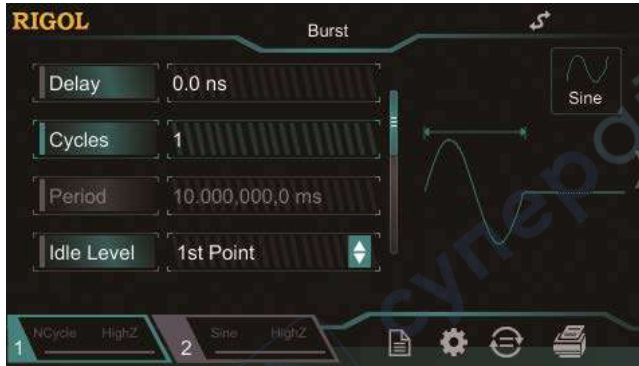 RIGOL
Burst
Delay 0.0 ns
Sine
Cycles 1
Period 10.000,000,0 ms
Idle Level 1st Point
1 NCycle HighZ 2 Sine HighZ